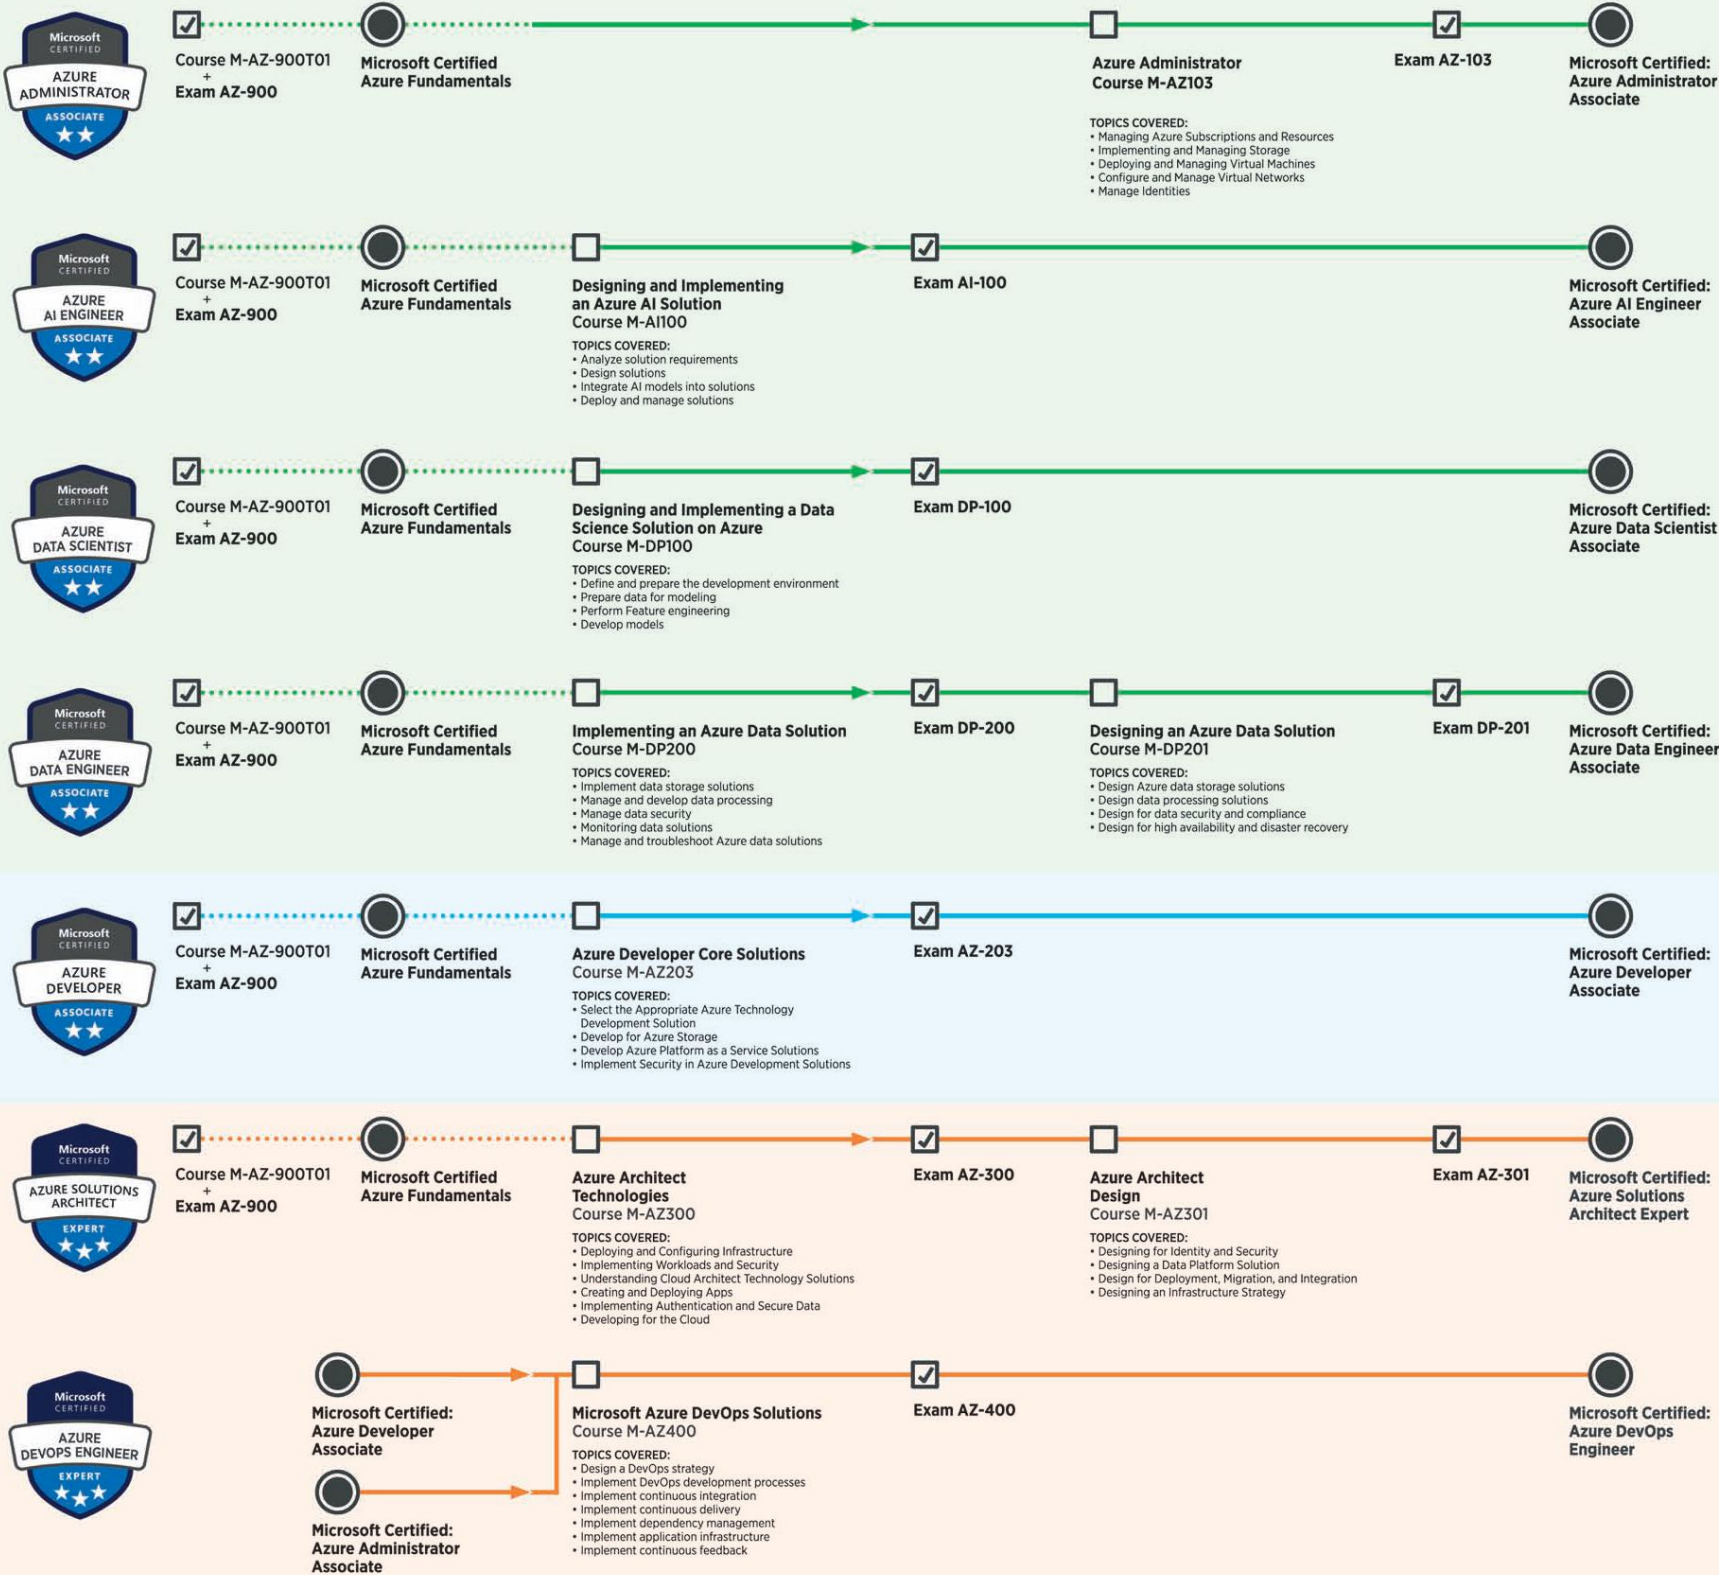 Microsoft
CERTIFIED
AZURE
ADMINISTRATOR
ASSOCIATE
Course M-AZ-900T01
+
Exam AZ-900
Microsoft Certified
Azure Fundamentals
Azure Administrator
Course M-AZ103
TOPICS COVERED:
• Managing Azure Subscriptions and Resources
• Implementing and Managing Storage
• Deploying and Managing Virtual Machines
• Configure and Manage Virtual Networks
• Manage Identities
Exam AZ-103
Microsoft Certified:
Azure Administrator
Associate
Microsoft
CERTIFIED
AZURE
AI ENGINEER
ASSOCIATE
Course M-AZ-900T01
+
Exam AZ-900
Microsoft Certified
Azure Fundamentals
Designing and Implementing
an Azure AI Solution
Course M-AI100
TOPICS COVERED:
• Analyze solution requirements
• Design solutions
• Integrate AI models into solutions
• Deploy and manage solutions
Exam AI-100
Microsoft Certified:
Azure AI Engineer
Associate
Microsoft
CERTIFIED
AZURE
DATA SCIENTIST
ASSOCIATE
Course M-AZ-900T01
+
Exam AZ-900
Microsoft Certified
Azure Fundamentals
Designing and Implementing a Data
Science Solution on Azure
Course M-DP100
TOPICS COVERED:
• Define and prepare the development environment
• Prepare data for modeling
• Perform Feature engineering
• Develop models
Exam DP-100
Microsoft Certified:
Azure Data Scientist
Associate
Microsoft
CERTIFIED
AZURE
DATA ENGINEER
ASSOCIATE
Course M-AZ-900T01
+
Exam AZ-900
Microsoft Certified
Azure Fundamentals
Implementing an Azure Data Solution
Course M-DP200
TOPICS COVERED:
• Implement data storage solutions
• Manage and develop data processing
• Manage data security
• Monitoring data solutions
• Manage and troubleshoot Azure data solutions
Exam DP-200
Designing an Azure Data Solution
Course M-DP201
TOPICS COVERED:
• Design Azure data storage solutions
• Design data processing solutions
• Design for data security and compliance
• Design for high availability and disaster recovery
Exam DP-201
Microsoft Certified:
Azure Data Engineer
Associate
Microsoft
CERTIFIED
AZURE
DEVELOPER
ASSOCIATE
Course M-AZ-900T01
+
Exam AZ-900
Microsoft Certified
Azure Fundamentals
Azure Developer Core Solutions
Course M-AZ203
TOPICS COVERED:
• Select the Appropriate Azure Technology
Development Solution
• Develop for Azure Storage
• Develop Azure Platform as a Service Solutions
• Implement Security in Azure Development Solutions
Exam AZ-203
Microsoft Certified:
Azure Developer
Associate
Microsoft
CERTIFIED
AZURE SOLUTIONS
ARCHITECT
EXPERT
Course M-AZ-900T01
+
Exam AZ-900
Microsoft Certified
Azure Fundamentals
Azure Architect
Technologies
Course M-AZ300
TOPICS COVERED:
• Deploying and Configuring Infrastructure
• Implementing Workloads and Security
• Understanding Cloud Architect Technology Solutions
• Creating and Deploying Apps
• Implementing Authentication and Secure Data
• Developing for the Cloud
Exam AZ-300
Azure Architect
Design
Course M-AZ301
TOPICS COVERED:
• Designing for Identity and Security
• Designing a Data Platform Solution
• Design for Deployment, Migration, and Integration
• Designing an Infrastructure Strategy
Exam AZ-301
Microsoft Certified:
Azure Solutions
Architect Expert
Microsoft
CERTIFIED
AZURE
DEVOPS ENGINEER
EXPERT
Microsoft Certified:
Azure Developer
Associate
Microsoft Certified:
Azure Administrator
Associate
Microsoft Azure DevOps Solutions
Course M-AZ400
TOPICS COVERED:
• Design a DevOps strategy
• Implement DevOps development processes
• Implement continuous integration
• Implement continuous delivery
• Implement dependency management
• Implement application infrastructure
• Implement continuous feedback
Exam AZ-400
Microsoft Certified:
Azure DevOps
Engineer